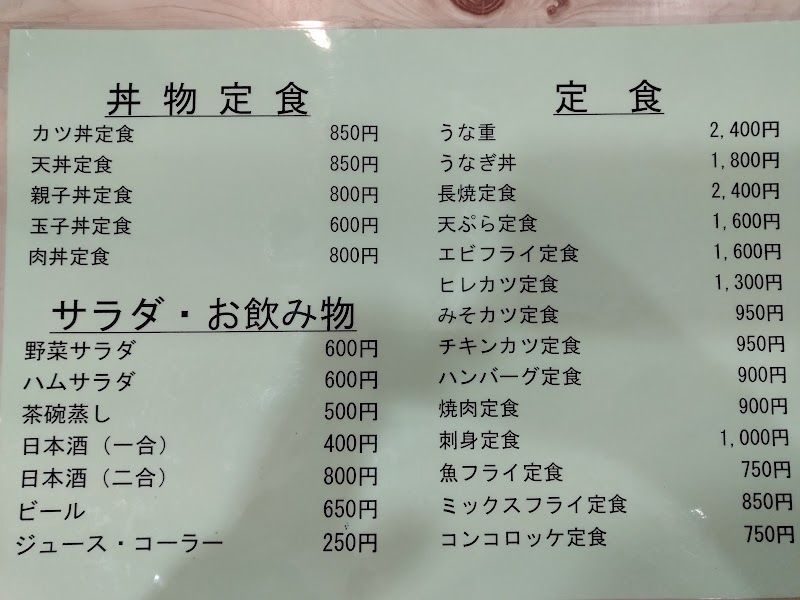 丼物定食
カツ丼定食 850円
天丼定食 850円
親子丼定食 800円
玉子丼定食 600円
肉丼定食 800円
サラダ・お飲み物
野菜サラダ 600円
ハムサラダ 600円
茶碗蒸し 500円
日本酒（一合） 400円
日本酒（二合） 800円
ビール 650円
ジュース・コーラー 250円
定食
うな重 2,400円
うなぎ丼 1,800円
長焼定食 2,400円
天ぷら定食 1,600円
エビフライ定食 1,600円
ヒレカツ定食 1,300円
みそカツ定食 950円
チキンカツ定食 950円
ハンバーグ定食 900円
焼肉定食 900円
刺身定食 1,000円
魚フライ定食 750円
ミックスフライ定食 850円
コンコロッケ定食 750円